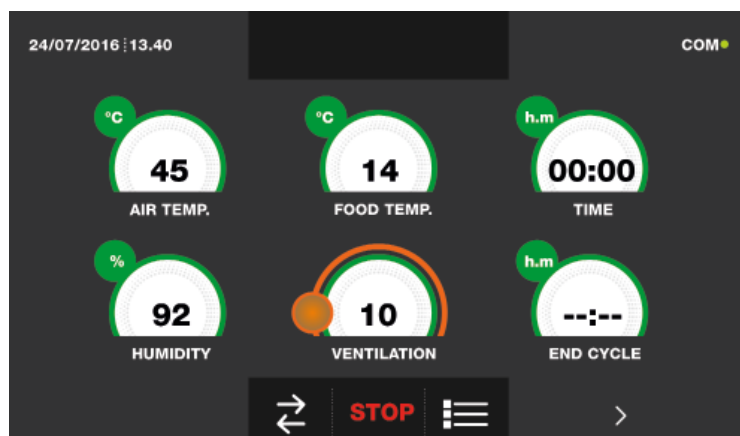 24/07/2016 13.40
COM
°C
°C
h.m
45
14
00:00
AIR TEMP.
FOOD TEMP.
TIME
%
h.m
92
10
--:--
HUMIDITY
VENTILATION
END CYCLE
STOP